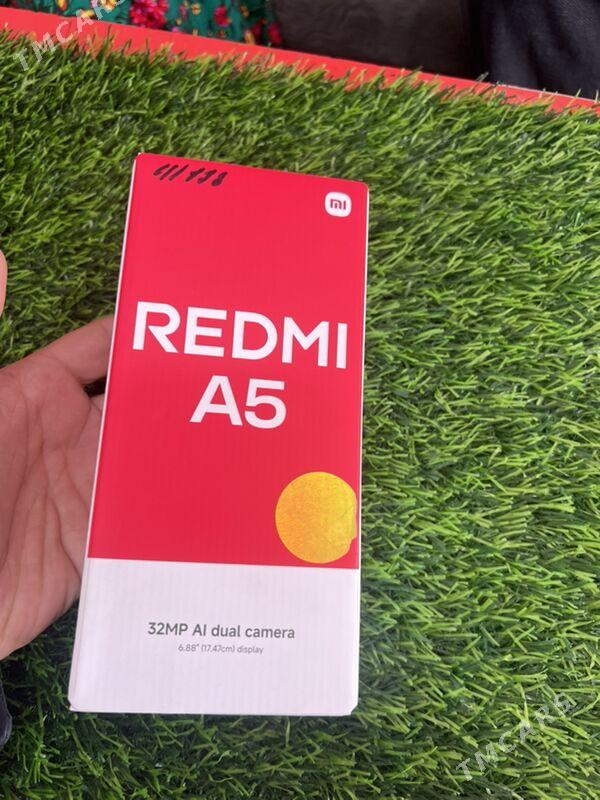 TMCARS
mi
REDMI
A5
32MP AI dual camera
6.88" (17.47cm) display
TMCARS